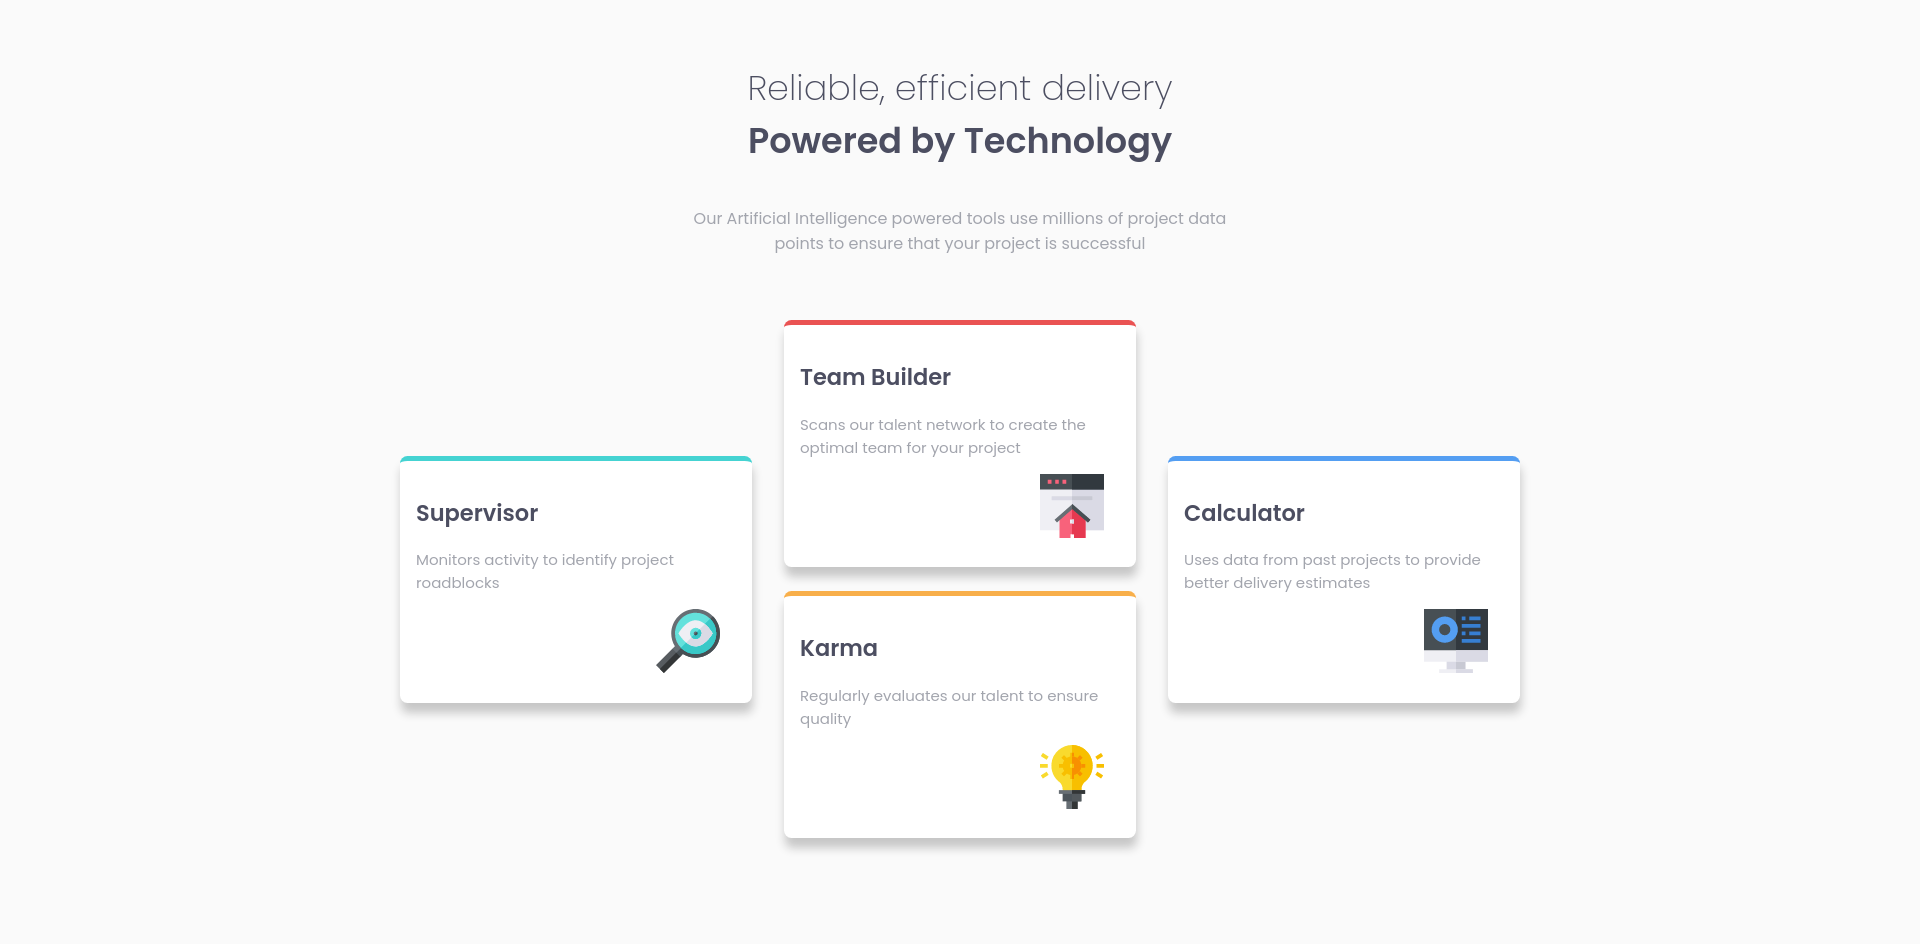 Reliable, efficient delivery
Powered by Technology
Our Artificial Intelligence powered tools use millions of project data
points to ensure that your project is successful
Team Builder
Scans our talent network to create the
optimal team for your project
Supervisor
Monitors activity to identify project
roadblocks
Calculator
Uses data from past projects to provide
better delivery estimates
Karma
Regularly evaluates our talent to ensure
quality